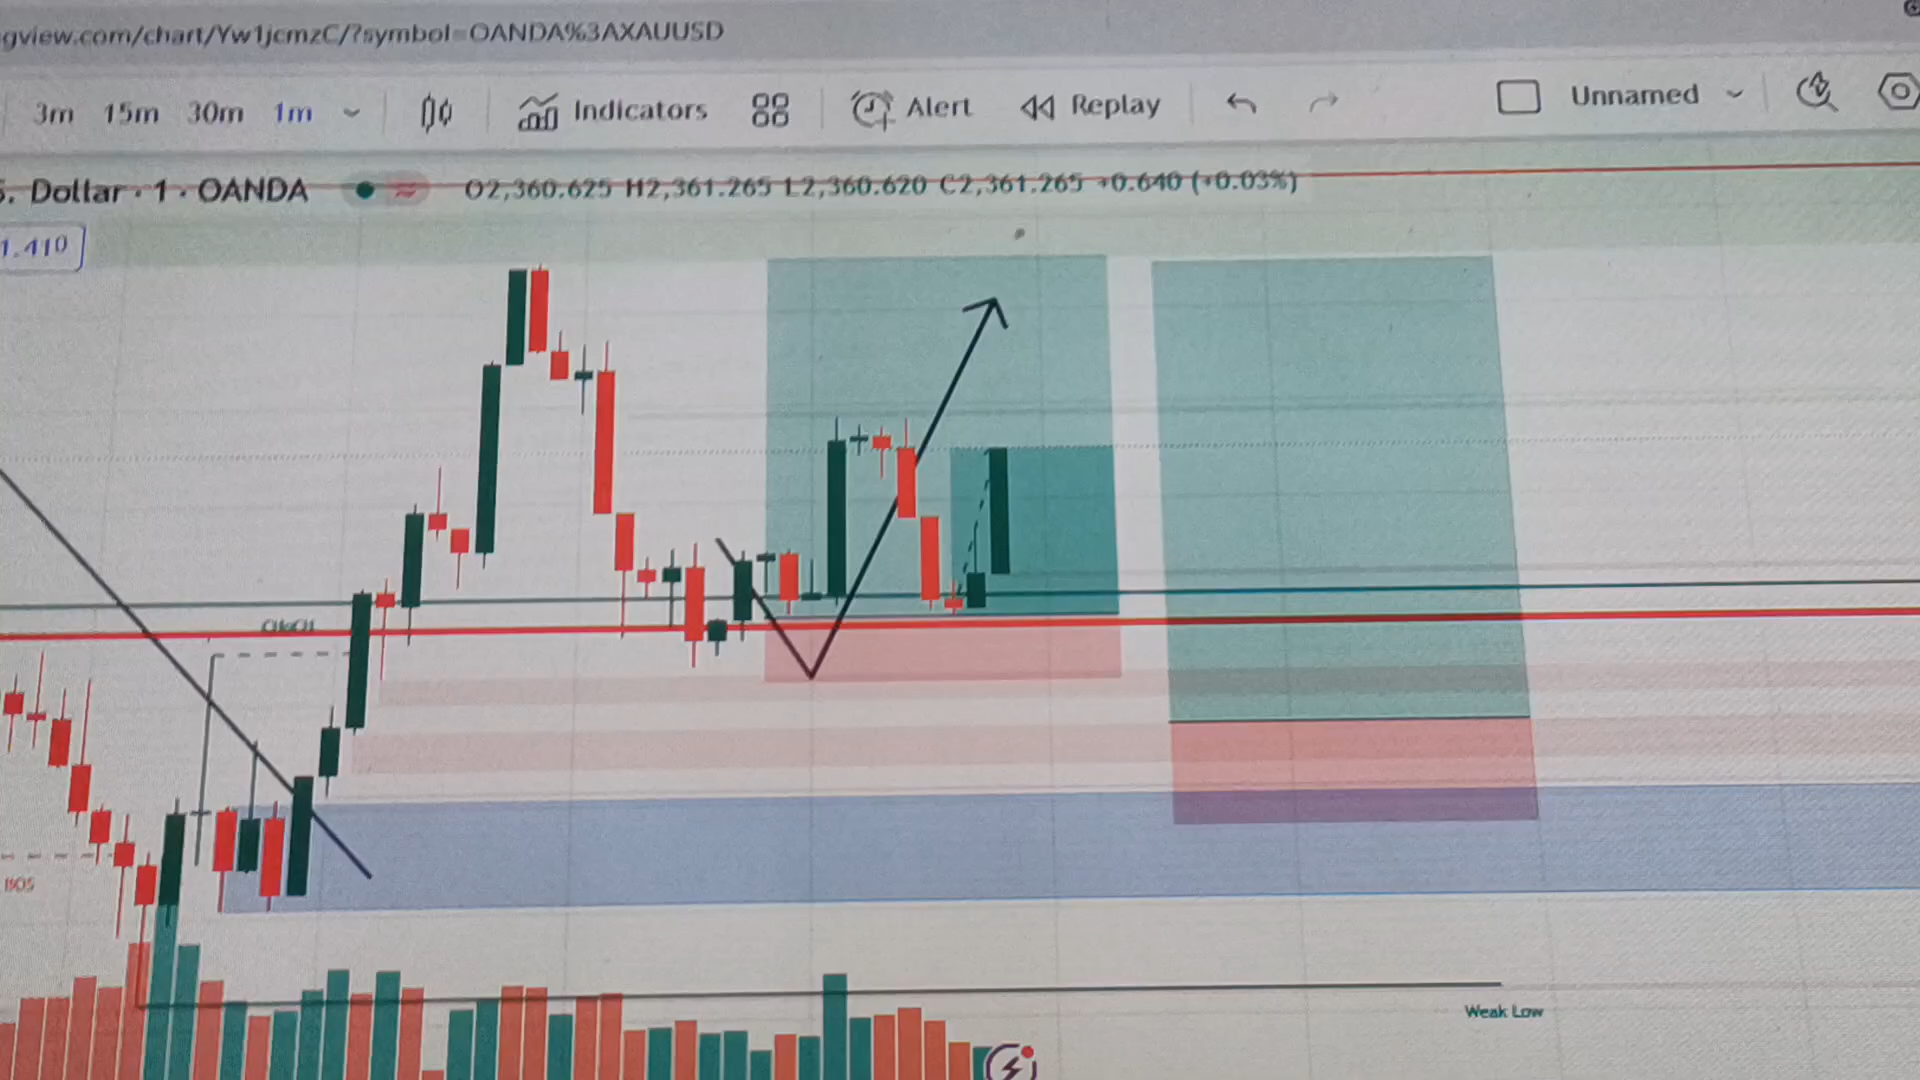 gview.com/chart/Yw1jcmzC/?symbol=OANDA%3AXAUUSD
3m 15m 30m 1m Indicators Alert Replay Unnamed
S. Dollar · 1 · OANDA O2,360.625 H2,361.265 L2,360.620 C2,361.265 +0.640 (+0.03%)
1.410
CHoCH
BOS
Weak Low